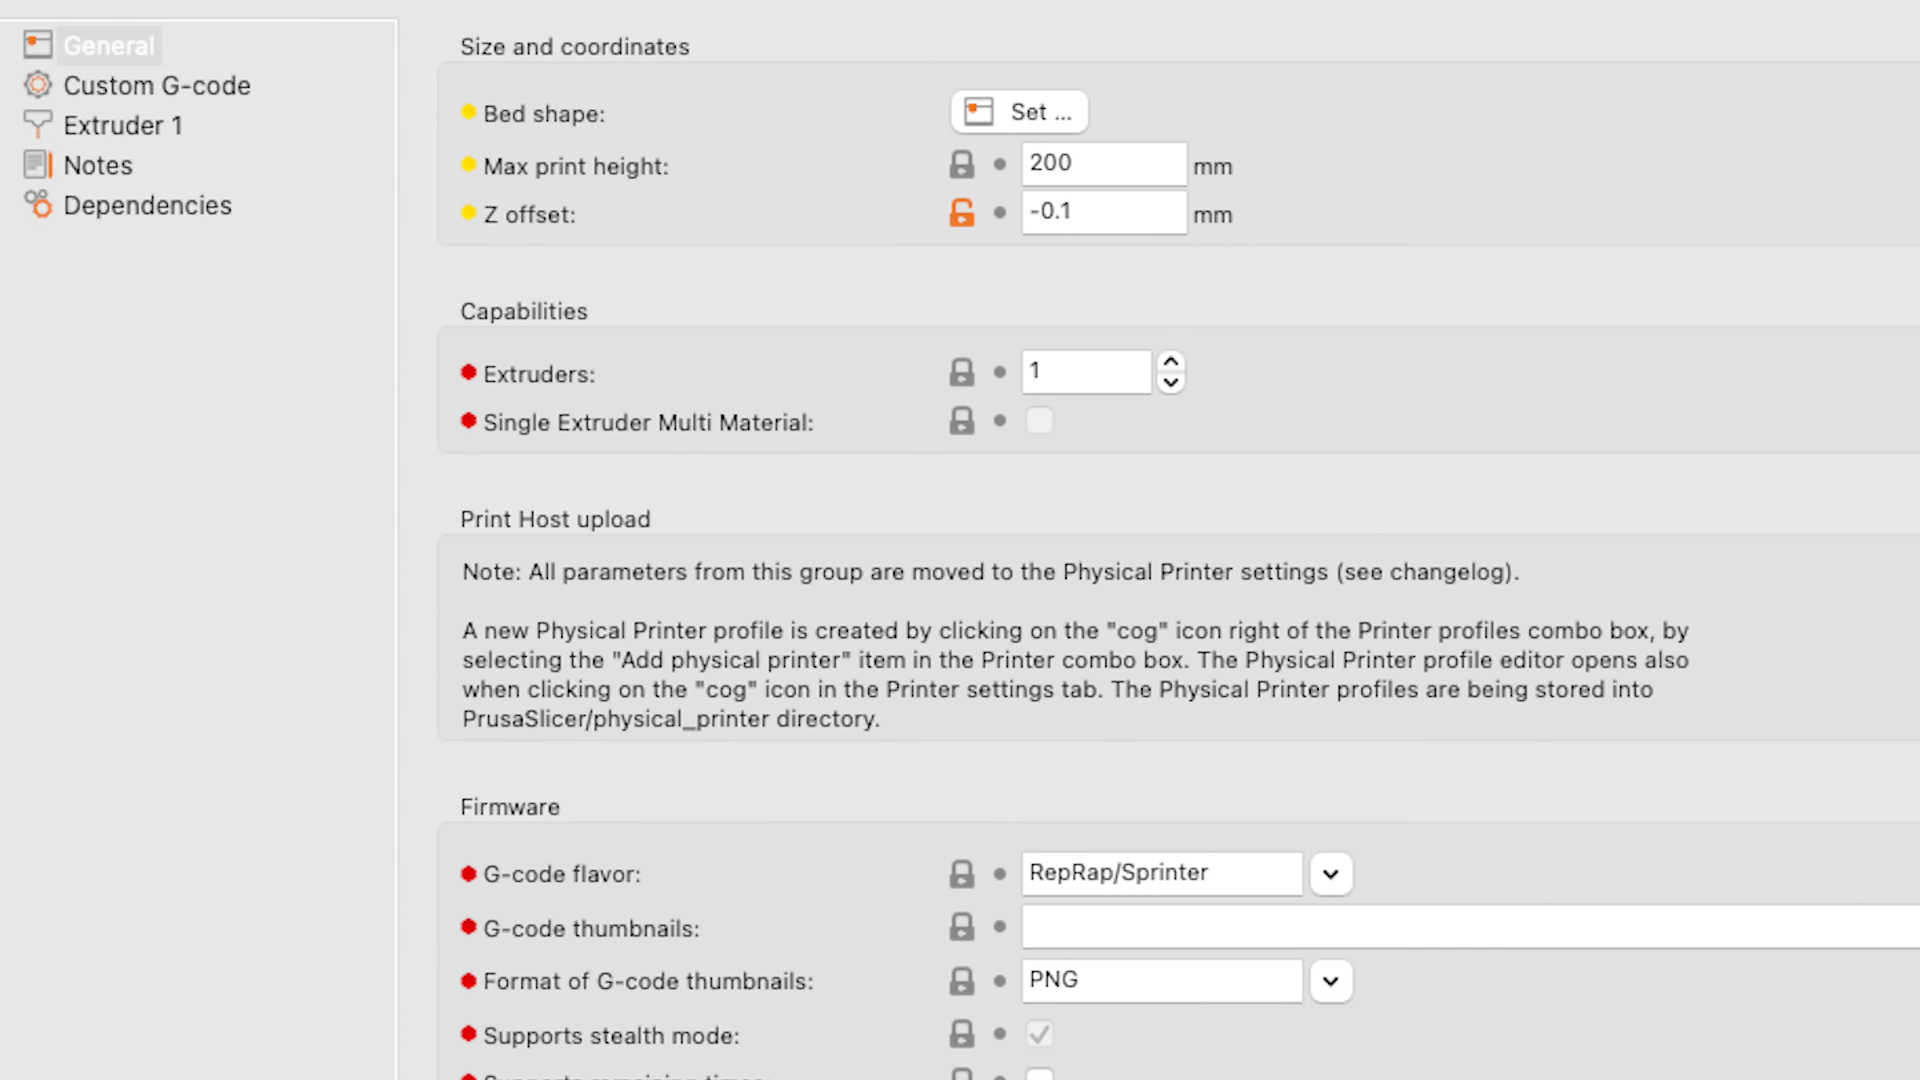 General
Custom G-code
Extruder 1
Notes
Dependencies
Size and coordinates
Bed shape: Set ...
Max print height: 200 mm
Z offset: -0.1 mm
Capabilities
Extruders: 1
Single Extruder Multi Material:
Print Host upload
Note: All parameters from this group are moved to the Physical Printer settings (see changelog).
A new Physical Printer profile is created by clicking on the "cog" icon right of the Printer profiles combo box, by
selecting the "Add physical printer" item in the Printer combo box. The Physical Printer profile editor opens also
when clicking on the "cog" icon in the Printer settings tab. The Physical Printer profiles are being stored into
PrusaSlicer/physical_printer directory.
Firmware
G-code flavor: RepRap/Sprinter
G-code thumbnails:
Format of G-code thumbnails: PNG
Supports stealth mode: